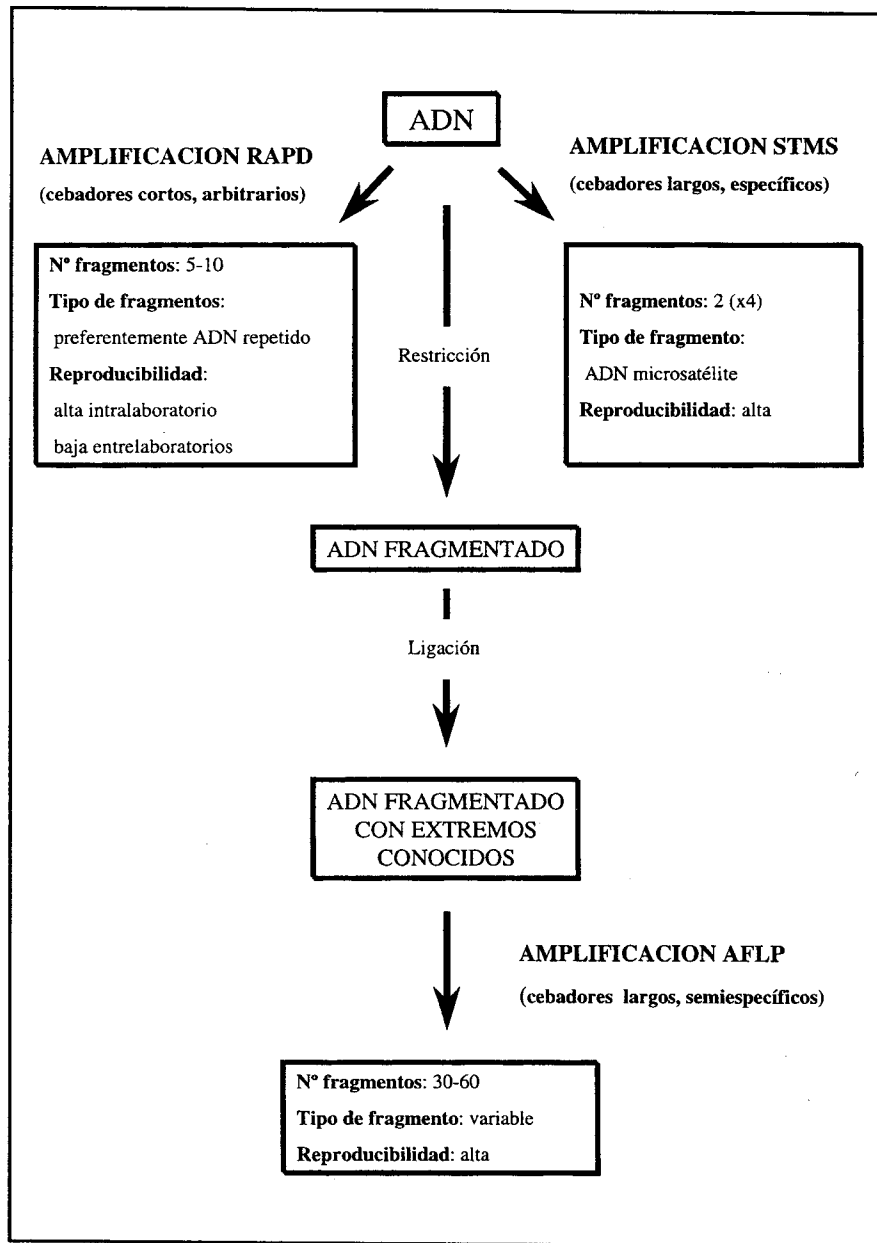 ADN
AMPLIFICACION RAPD
(cebadores cortos, arbitrarios)
AMPLIFICACION STMS
(cebadores largos, específicos)
Nº fragmentos: 5-10
Tipo de fragmentos:
preferentemente ADN repetido
Reproducibilidad:
alta intralaboratorio
baja entrelaboratorios
Restricción
Nº fragmentos: 2 (x4)
Tipo de fragmento:
ADN microsatélite
Reproducibilidad: alta
ADN FRAGMENTADO
Ligación
ADN FRAGMENTADO
CON EXTREMOS
CONOCIDOS
AMPLIFICACION AFLP
(cebadores largos, semiespecíficos)
Nº fragmentos: 30-60
Tipo de fragmento: variable
Reproducibilidad: alta